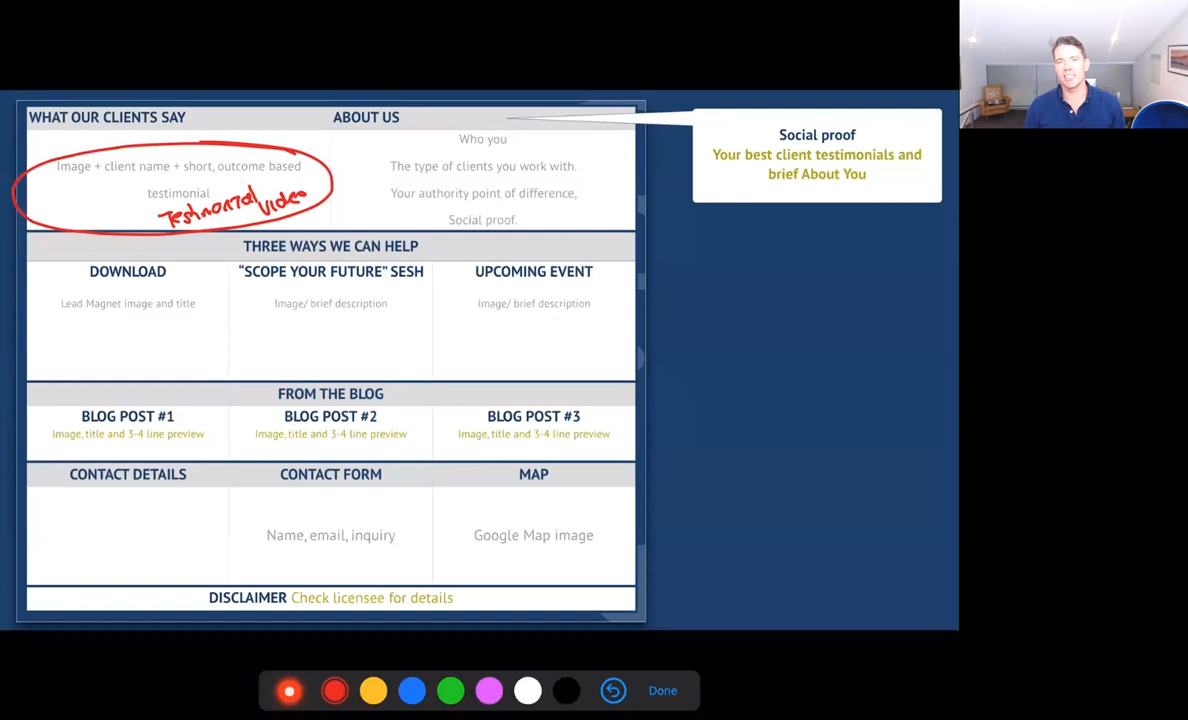 WHAT OUR CLIENTS SAY
ABOUT US
Image + client name + short, outcome based
testimonial
Testimonial Video
Who you
The type of clients you work with.
Your authority point of difference,
Social proof.
Social proof
Your best client testimonials and
brief About You
THREE WAYS WE CAN HELP
DOWNLOAD
Lead Magnet image and title
“SCOPE YOUR FUTURE” SESH
Image/ brief description
UPCOMING EVENT
Image/ brief description
FROM THE BLOG
BLOG POST #1
Image, title and 3-4 line preview
BLOG POST #2
Image, title and 3-4 line preview
BLOG POST #3
Image, title and 3-4 line preview
CONTACT DETAILS
CONTACT FORM
Name, email, inquiry
MAP
Google Map image
DISCLAIMER Check licensee for details
Done